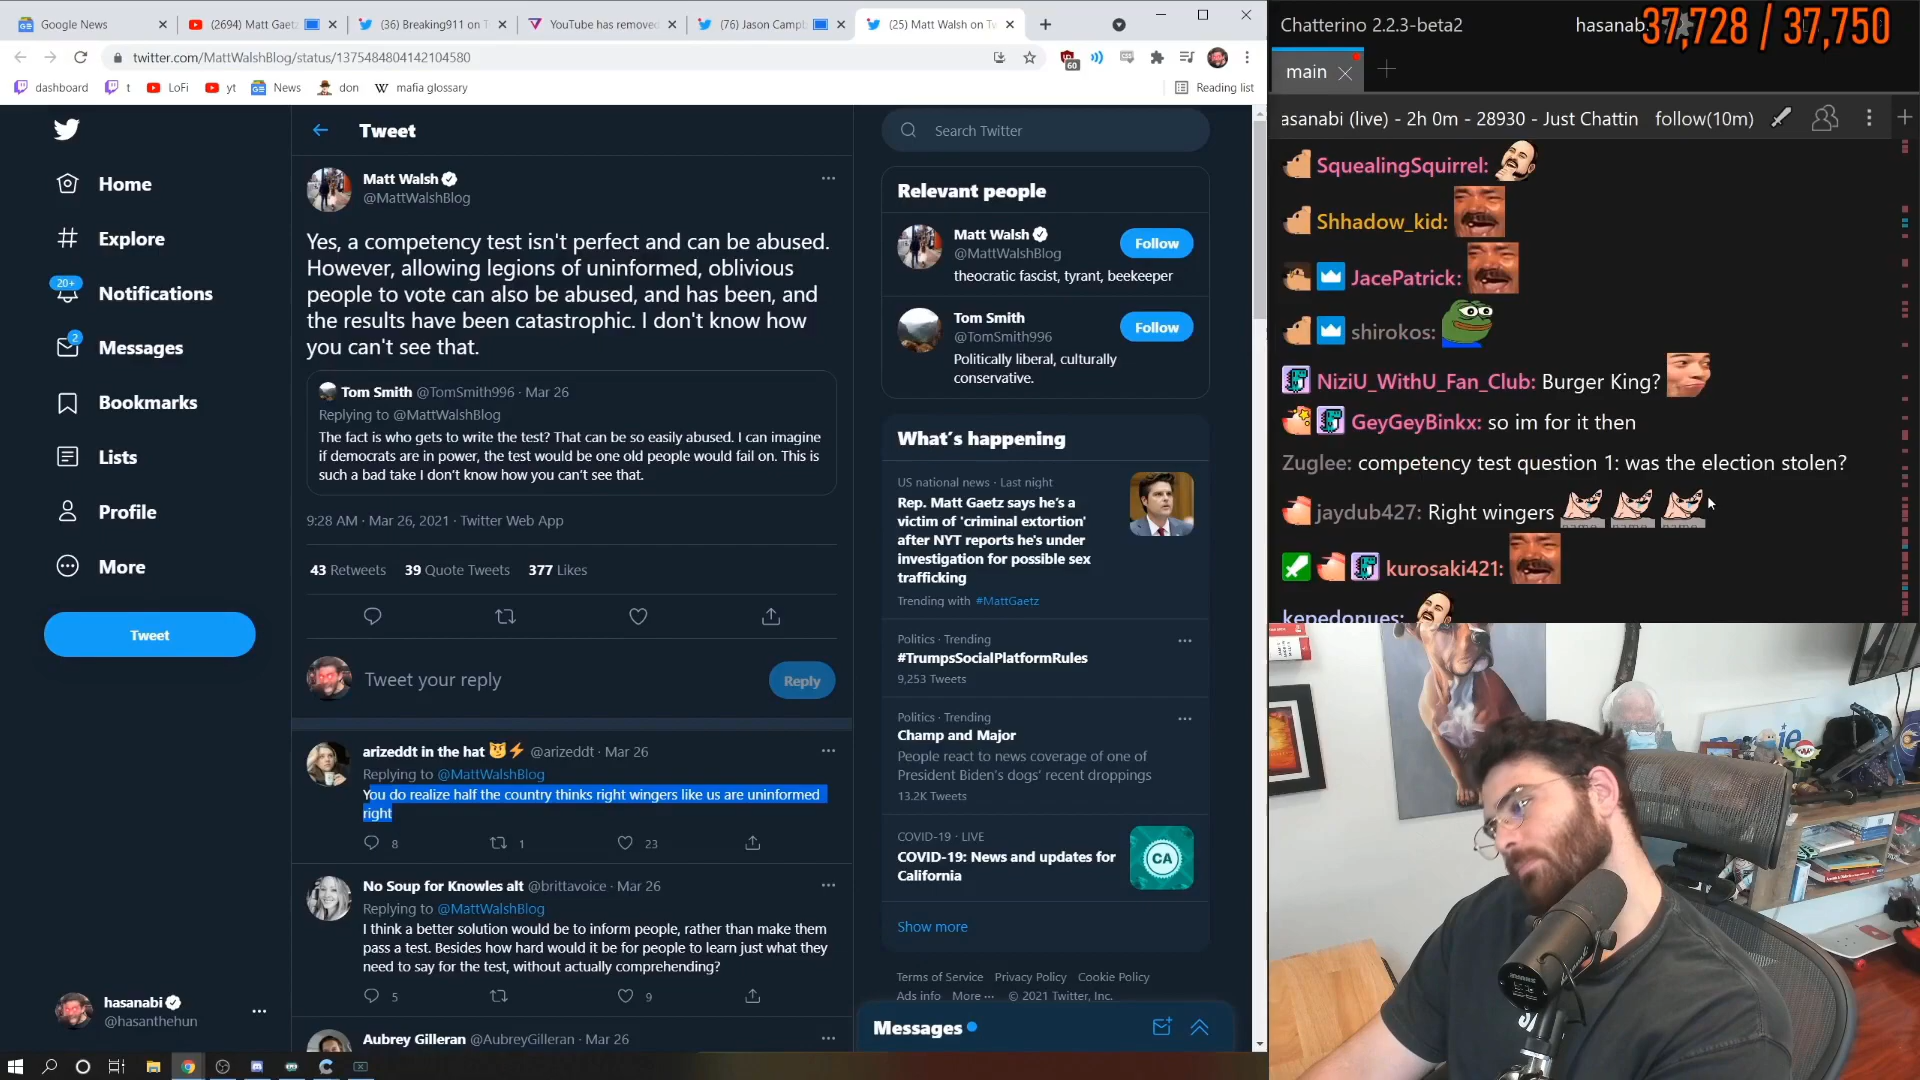 Google News
(2694) Matt Gaetz
(36) Breaking911 on T
YouTube has removed
(76) Jason Camp
(25) Matt Walsh on Tw
twitter.com/MattWalshBlog/status/1375484804142104580
60
dashboard
t
LoFi
yt
News
don
W mafia glossary
Reading list
Home
Explore
20+
Notifications
2
Messages
Bookmarks
Lists
Profile
More
Tweet
hasanabi
@hasanthehun
Tweet
Matt Walsh
@MattWalshBlog
Yes, a competency test isn't perfect and can be abused.
However, allowing legions of uninformed, oblivious
people to vote can also be abused, and has been, and
the results have been catastrophic. I don't know how
you can't see that.
Tom Smith @TomSmith996 · Mar 26
Replying to @MattWalshBlog
The fact is who gets to write the test? That can be so easily abused. I can imagine
if democrats are in power, the test would be one old people would fail on. This is
such a bad take I don't know how you can't see that.
9:28 AM · Mar 26, 2021 · Twitter Web App
43 Retweets 39 Quote Tweets 377 Likes
Tweet your reply
Reply
arizeddt in the hat @arizeddt · Mar 26
Replying to @MattWalshBlog
You do realize half the country thinks right wingers like us are uninformed
right
8 1 23
No Soup for Knowles alt @brittavoice · Mar 26
Replying to @MattWalshBlog
I think a better solution would be to inform people, rather than make them
pass a test. Besides how hard would it be for people to learn just what they
need to say for the test, without actually comprehending?
5 9
Aubrey Gilleran @AubreyGilleran · Mar 26
Search Twitter
Relevant people
Matt Walsh
@MattWalshBlog
Follow
theocratic fascist, tyrant, beekeeper
Tom Smith
@TomSmith996
Follow
Politically liberal, culturally
conservative.
What's happening
US national news · Last night
Rep. Matt Gaetz says he's a
victim of 'criminal extortion'
after NYT reports he's under
investigation for possible sex
trafficking
Trending with #MattGaetz
Politics · Trending
#TrumpsSocialPlatformRules
9,253 Tweets
Politics · Trending
Champ and Major
People react to news coverage of one of
President Biden's dogs' recent droppings
13.2K Tweets
COVID-19 · LIVE
COVID-19: News and updates for
California
CA
Show more
Terms of Service Privacy Policy Cookie Policy
Ads info More ··· © 2021 Twitter, Inc.
Messages
Chatterino 2.2.3-beta2
hasanabi
37,728 / 37,750
main
asanabi (live) - 2h 0m - 28930 - Just Chattin
follow(10m)
SquealingSquirrel:
Shhadow_kid:
JacePatrick:
shirokos:
NiziU_WithU_Fan_Club: Burger King?
GeyGeyBinkx: so im for it then
Zuglee: competency test question 1: was the election stolen?
jaydub427: Right wingers
kurosaki421:
kepedopues: